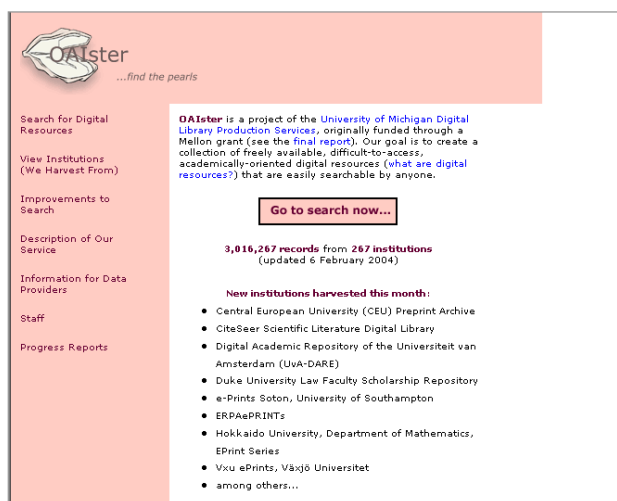 OAIster
...find the pearls
Search for Digital
Resources
View Institutions
(We Harvest From)
Improvements to
Search
Description of Our
Service
Information for Data
Providers
Staff
Progress Reports
OAIster is a project of the University of Michigan Digital
Library Production Services, originally funded through a
Mellon grant (see the final report). Our goal is to create a
collection of freely available, difficult-to-access,
academically-oriented digital resources (what are digital
resources?) that are easily searchable by anyone.
Go to search now...
3,016,267 records from 267 institutions
(updated 6 February 2004)
New institutions harvested this month:
• Central European University (CEU) Preprint Archive
• CiteSeer Scientific Literature Digital Library
• Digital Academic Repository of the Universiteit van
Amsterdam (UvA-DARE)
• Duke University Law Faculty Scholarship Repository
• e-Prints Soton, University of Southampton
• ERPAePRINTs
• Hokkaido University, Department of Mathematics,
EPrint Series
• Vxu ePrints, Växjö Universitet
• among others...